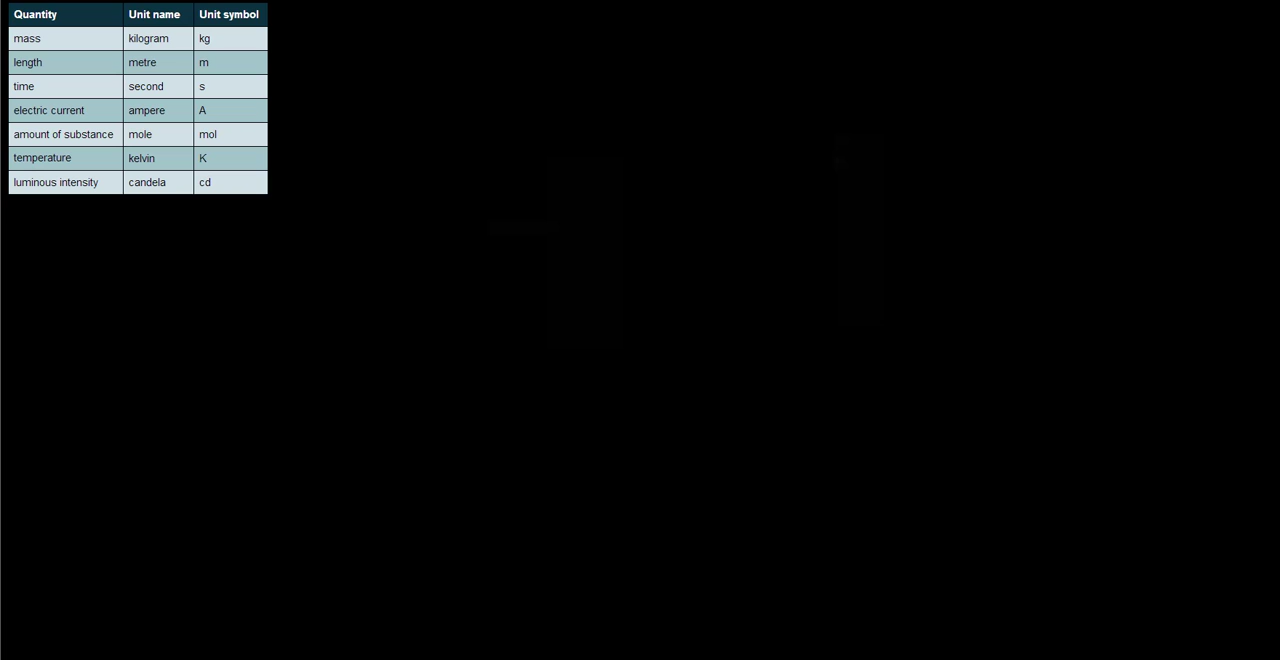 Quantity Unit name Unit symbol
mass kilogram kg
length metre m
time second s
electric current ampere A
amount of substance mole mol
temperature kelvin K
luminous intensity candela cd